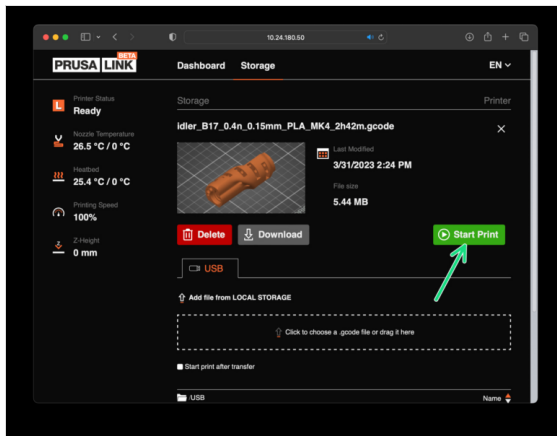 10.24.180.50
BETA
PRUSA LINK
Dashboard Storage
EN
Printer Status
Ready
Nozzle Temperature
26.5 °C / 0 °C
Heatbed
25.4 °C / 0 °C
Printing Speed
100%
Z-Height
0 mm
Storage
Printer
idler_B17_0.4n_0.15mm_PLA_MK4_2h42m.gcode
Last Modified
3/31/2023 2:24 PM
File size
5.44 MB
Delete
Download
Start Print
USB
Add file from LOCAL STORAGE
Click to choose a .gcode file or drag it here
Start print after transfer
/USB
Name